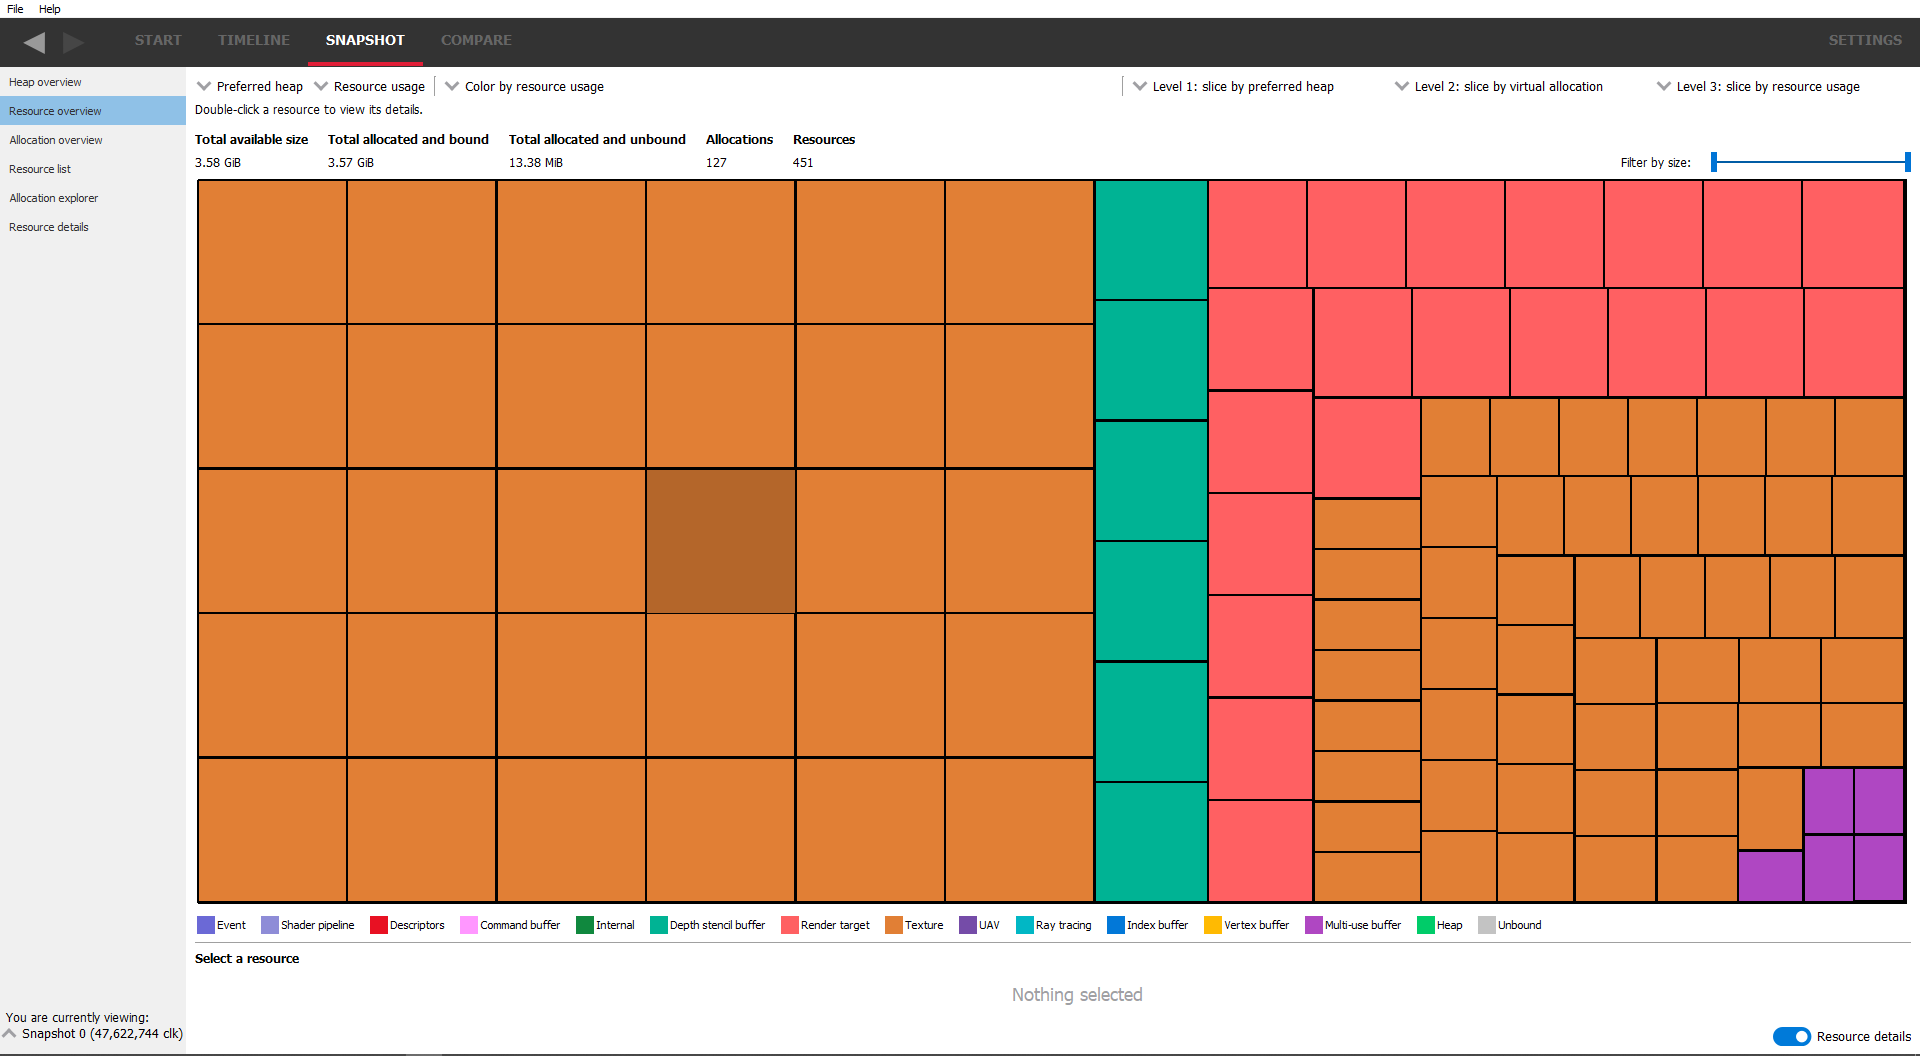 File Help
START TIMELINE SNAPSHOT COMPARE SETTINGS
Heap overview
Resource overview
Allocation overview
Resource list
Allocation explorer
Resource details
Preferred heap Resource usage Color by resource usage Level 1: slice by preferred heap Level 2: slice by virtual allocation Level 3: slice by resource usage
Double-click a resource to view its details.
Total available size Total allocated and bound Total allocated and unbound Allocations Resources
3.58 GiB 3.57 GiB 13.38 MiB 127 451
Filter by size:
Event Shader pipeline Descriptors Command buffer Internal Depth stencil buffer Render target Texture UAV Ray tracing Index buffer Vertex buffer Multi-use buffer Heap Unbound
Select a resource
Nothing selected
You are currently viewing:
Snapshot 0 (47,622,744 clk)
Resource details